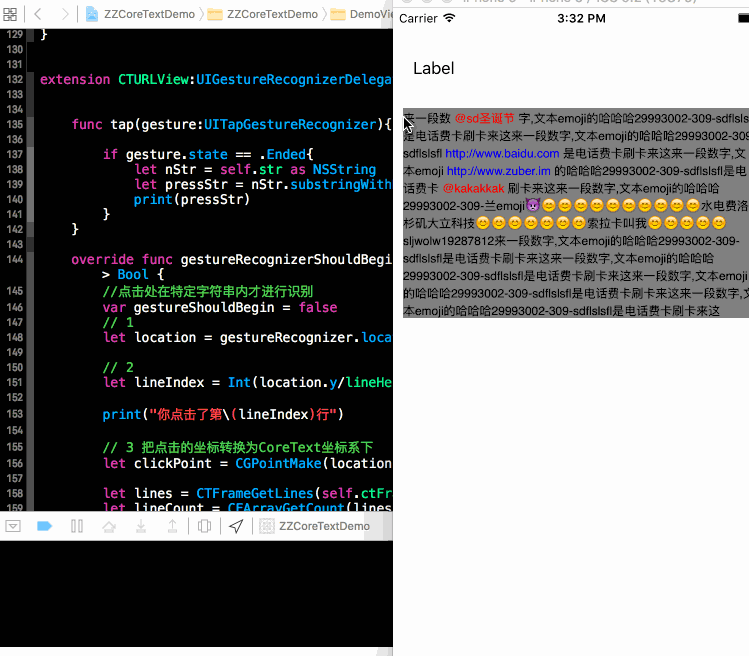 ZZCoreTextDemo
ZZCoreTextDemo
DemoVie
129 }
130
131
132 extension CTURLView:UIGestureRecognizerDelega
133
134
135 func tap(gesture:UITapGestureRecognizer){
136
137 if gesture.state == .Ended{
138 let nStr = self.str as NSString
139 let pressStr = nStr.substringWith
140 print(pressStr)
141 }
142 }
143
144 override func gestureRecognizerShouldBegi
> Bool {
145 //点击处在特定字符串内才进行识别
146 var gestureShouldBegin = false
147 // 1
148 let location = gestureRecognizer.loca
149
150 // 2
151 let lineIndex = Int(location.y/lineHe
152
153 print("你点击了第\(lineIndex)行")
154
155 // 3 把点击的坐标转换为CoreText坐标系下
156 let clickPoint = CGPointMake(location
157
158 let lines = CTFrameGetLines(self.ctFra
159 let lineCount = CFArrayGetCount(lines
ZZCoreTextDemo
Carrier 3:32 PM
Label
来一段数 @sd圣诞节 字,文本emoji的哈哈哈29993002-309-sdflsls
是电话费卡刷卡来这来一段数字,文本emoji的哈哈哈29993002-309-
sdflslsfl http://www.baidu.com 是电话费卡刷卡来这来一段数字,文
本emoji http://www.zuber.im 的哈哈哈29993002-309-sdflslsfl是电
话费卡 @kakakkak 刷卡来这来一段数字,文本emoji的哈哈哈
29993002-309-兰emoji👿😊😊😊😊😊😊😊😊😊😊水电费洛
杉矶大立科技😊😊😊😊😊😊😊索拉卡叫我😊😊😊😊😊
sljwolw19287812来一段数字,文本emoji的哈哈哈29993002-309-
sdflslsfl是电话费卡刷卡来这来一段数字,文本emoji的哈哈哈
29993002-309-sdflslsfl是电话费卡刷卡来这来一段数字,文本emoji
的哈哈哈29993002-309-sdflslsfl是电话费卡刷卡来这来一段数字,文
本emoji的哈哈哈29993002-309-sdflslsfl是电话费卡刷卡来这